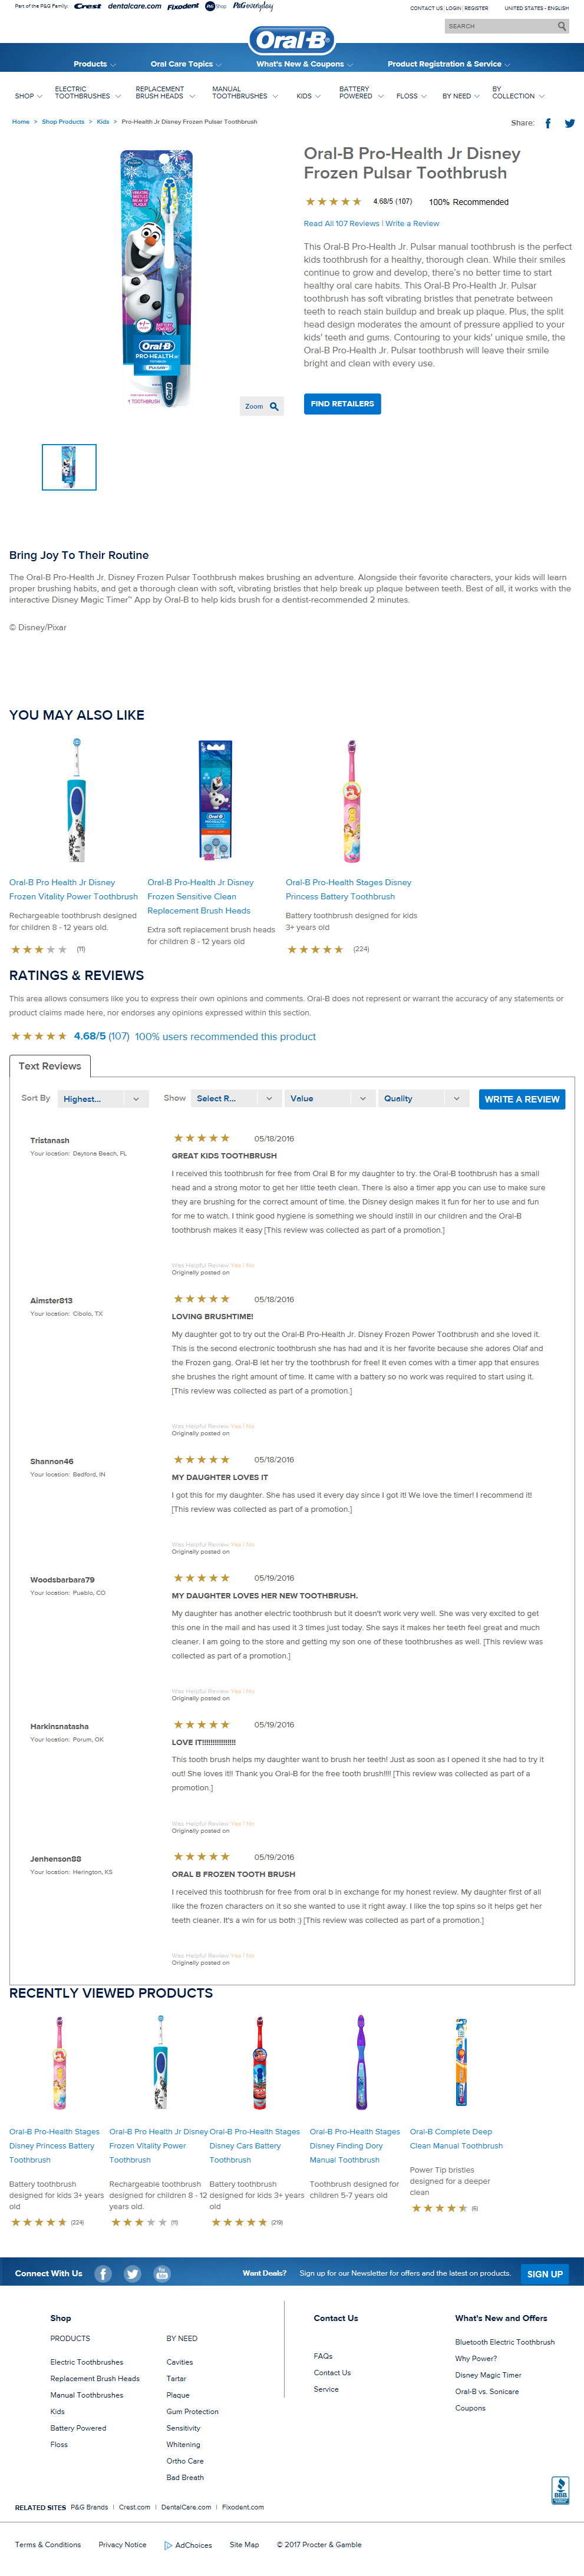 Part of the P&G Family: Crest dentalcare.com Fixodent P&G Shop P&G everyday
CONTACT US LOGIN | REGISTER UNITED STATES - ENGLISH
SEARCH
Oral-B
Products Oral Care Topics What's New & Coupons Product Registration & Service
SHOP ELECTRIC TOOTHBRUSHES REPLACEMENT BRUSH HEADS MANUAL TOOTHBRUSHES KIDS BATTERY POWERED FLOSS BY NEED BY COLLECTION
Home > Shop Products > Kids > Pro-Health Jr Disney Frozen Pulsar Toothbrush
Share:
Oral-B Pro-Health Jr Disney
Frozen Pulsar Toothbrush
4.68/5 (107) 100% Recommended
Read All 107 Reviews | Write a Review
This Oral-B Pro-Health Jr. Pulsar manual toothbrush is the perfect
kids toothbrush for a healthy, thorough clean. While their smiles
continue to grow and develop, there's no better time to start
healthy oral care habits. This Oral-B Pro-Health Jr. Pulsar
toothbrush has soft vibrating bristles that penetrate between
teeth to reach stain buildup and break up plaque. Plus, the split
head design moderates the amount of pressure applied to your
kids' teeth and gums. Contouring to your kids' unique smile, the
Oral-B Pro-Health Jr. Pulsar toothbrush will leave their smile
bright and clean with every use.
Oral-B
PRO-HEALTH JR.
PULSAR
1 TOOTHBRUSH
Zoom
FIND RETAILERS
Bring Joy To Their Routine
The Oral-B Pro-Health Jr. Disney Frozen Pulsar Toothbrush makes brushing an adventure. Alongside their favorite characters, your kids will learn
proper brushing habits, and get a thorough clean with soft, vibrating bristles that help break up plaque between teeth. Best of all, it works with the
interactive Disney Magic Timer™ App by Oral-B to help kids brush for a dentist-recommended 2 minutes.
© Disney/Pixar
YOU MAY ALSO LIKE
Oral-B Pro Health Jr Disney
Frozen Vitality Power Toothbrush
Rechargeable toothbrush designed
for children 8 - 12 years old.
(11)
Oral-B Pro-Health Jr Disney
Frozen Sensitive Clean
Replacement Brush Heads
Extra soft replacement brush heads
for children 8 - 12 years old
Oral-B Pro-Health Stages Disney
Princess Battery Toothbrush
Battery toothbrush designed for kids
3+ years old
(224)
RATINGS & REVIEWS
This area allows consumers like you to express their own opinions and comments. Oral-B does not represent or warrant the accuracy of any statements or
product claims made here, nor endorses any opinions expressed within this section.
4.68/5 (107) 100% users recommended this product
Text Reviews
Sort By Highest... Show Select R... Value Quality WRITE A REVIEW
Tristanash
Your location: Daytona Beach, FL
05/18/2016
GREAT KIDS TOOTHBRUSH
I received this toothbrush for free from Oral B for my daughter to try. the Oral-B toothbrush has a small
head and a strong motor to get her little teeth clean. There is also a timer app you can use to make sure
they are brushing for the correct amount of time. the Disney design makes it fun for her to use and fun
for me to watch. I think good hygiene is something we should instill in our children and the Oral-B
toothbrush makes it easy [This review was collected as part of a promotion.]
Was Helpful Review Yes | No
Originally posted on
Aimster813
Your location: Cibolo, TX
05/18/2016
LOVING BRUSHTIME!
My daughter got to try out the Oral-B Pro-Health Jr. Disney Frozen Power Toothbrush and she loved it.
This is the second electronic toothbrush she has had and it is her favorite because she adores Olaf and
the Frozen gang. Oral-B let her try the toothbrush for free! It even comes with a timer app that ensures
she brushes the right amount of time. It came with a battery so no work was required to start using it.
[This review was collected as part of a promotion.]
Was Helpful Review Yes | No
Originally posted on
Shannon46
Your location: Bedford, IN
05/18/2016
MY DAUGHTER LOVES IT
I got this for my daughter. She has used it every day since I got it! We love the timer! I recommend it!
[This review was collected as part of a promotion.]
Was Helpful Review Yes | No
Originally posted on
Woodsbarbara79
Your location: Pueblo, CO
05/19/2016
MY DAUGHTER LOVES HER NEW TOOTHBRUSH.
My daughter has another electric toothbrush but it doesn't work very well. She was very excited to get
this one in the mail and has used it 3 times just today. She says it makes her teeth feel great and much
cleaner. I am going to the store and getting my son one of these toothbrushes as well. [This review was
collected as part of a promotion.]
Was Helpful Review Yes | No
Originally posted on
Harkinsnatasha
Your location: Porum, OK
05/19/2016
LOVE IT!!!!!!!!!!!!!!!!
This tooth brush helps my daughter want to brush her teeth! Just as soon as I opened it she had to try it
out! She loves it!! Thank you Oral-B for the free tooth brush!!!! [This review was collected as part of a
promotion.]
Was Helpful Review Yes | No
Originally posted on
Jenhenson88
Your location: Herington, KS
05/19/2016
ORAL B FROZEN TOOTH BRUSH
I received this toothbrush for free from oral b in exchange for my honest review. My daughter first of all
like the frozen characters on it so she wanted to use it right away. I like the top spins so it helps get her
teeth cleaner. It's a win for us both :) [This review was collected as part of a promotion.]
Was Helpful Review Yes | No
Originally posted on
RECENTLY VIEWED PRODUCTS
Oral-B Pro-Health Stages
Disney Princess Battery
Toothbrush
Battery toothbrush
designed for kids 3+ years
old
(224)
Oral-B Pro Health Jr Disney
Frozen Vitality Power
Toothbrush
Rechargeable toothbrush
designed for children 8 - 12
years old.
(11)
Oral-B Pro-Health Stages
Disney Cars Battery
Toothbrush
Battery toothbrush
designed for kids 3+ years
old
(219)
Oral-B Pro-Health Stages
Disney Finding Dory
Manual Toothbrush
Toothbrush designed for
children 5-7 years old
Oral-B Complete Deep
Clean Manual Toothbrush
Power Tip bristles
designed for a deeper
clean
(6)
Connect With Us Want Deals? Sign up for our Newsletter for offers and the latest on products. SIGN UP
Shop
PRODUCTS
Electric Toothbrushes
Replacement Brush Heads
Manual Toothbrushes
Kids
Battery Powered
Floss
BY NEED
Cavities
Tartar
Plaque
Gum Protection
Sensitivity
Whitening
Ortho Care
Bad Breath
Contact Us
FAQs
Contact Us
Service
What's New and Offers
Bluetooth Electric Toothbrush
Why Power?
Disney Magic Timer
Oral-B vs. Sonicare
Coupons
BBB
RELATED SITES P&G Brands | Crest.com | DentalCare.com | Fixodent.com
Terms & Conditions Privacy Notice AdChoices Site Map © 2017 Procter & Gamble